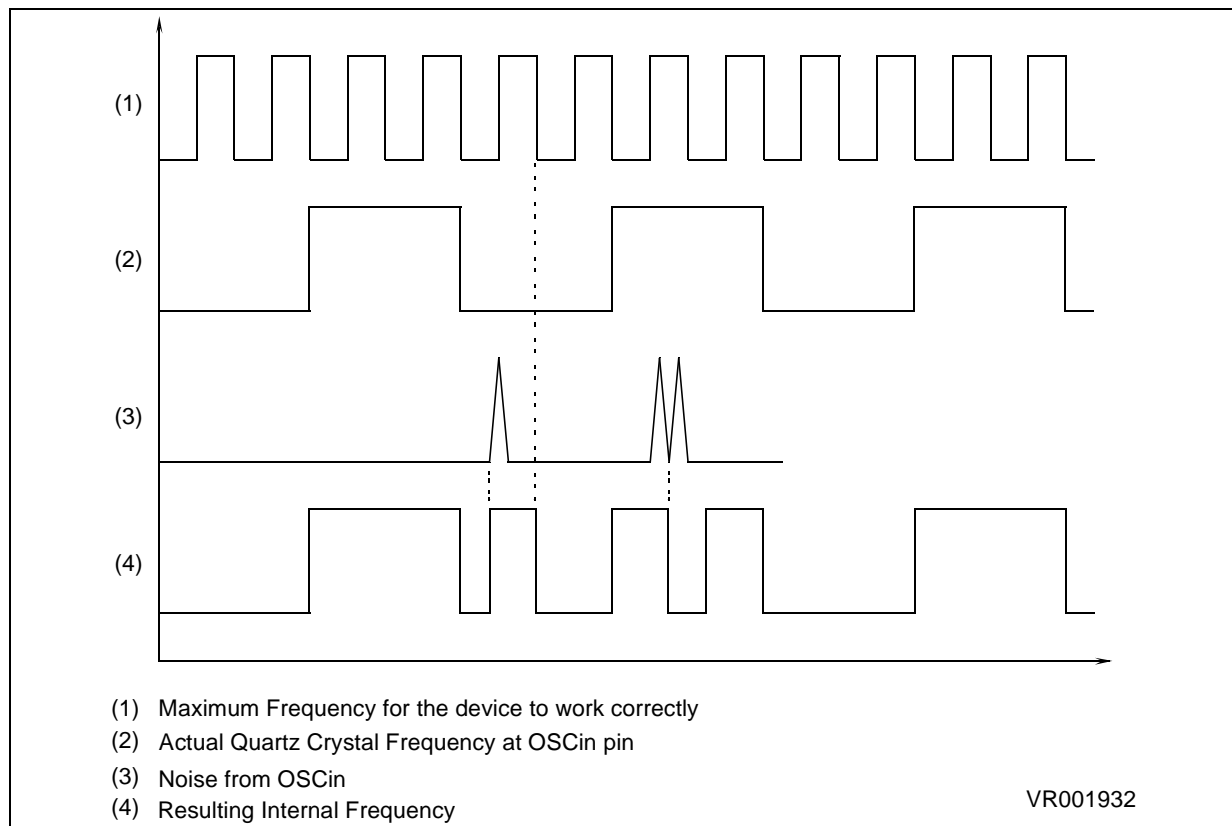 (1)
(2)
(3)
(4)
(1) Maximum Frequency for the device to work correctly
(2) Actual Quartz Crystal Frequency at OSCin pin
(3) Noise from OSCin
(4) Resulting Internal Frequency
VR001932